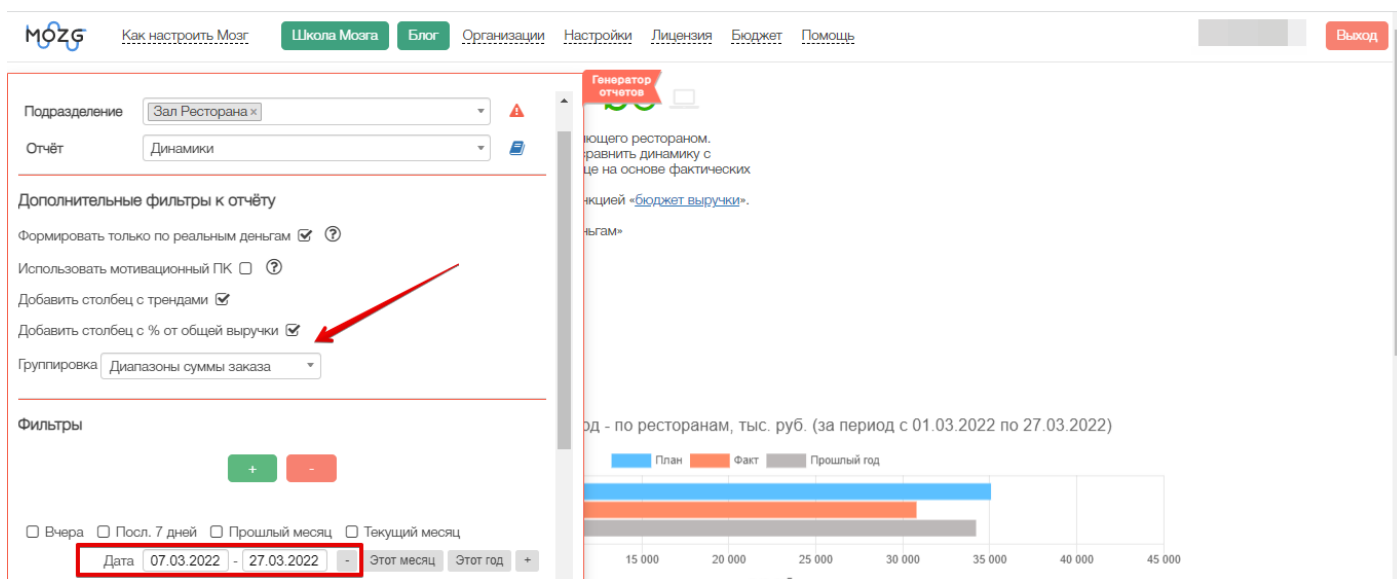 MOZG Как настроить Мозг Школа Мозга Блог Организации Настройки Лицензия Бюджет Помощь Выход
Генератор
отчетов
Подразделение Зал Ресторана ×
Отчёт Динамики
Дополнительные фильтры к отчёту
Формировать только по реальным деньгам ?
Использовать мотивационный ПК ?
Добавить столбец с трендами
Добавить столбец с % от общей выручки
Группировка Диапазоны суммы заказа
Фильтры
+ -
Вчера Посл. 7 дней Прошлый месяц Текущий месяц
Дата 07.03.2022 - 27.03.2022 - Этот месяц Этот год +
ющего рестораном.
равнить динамику с
це на основе фактических
нкцией «бюджет выручки».
ньгам»
од - по ресторанам, тыс. руб. (за период с 01.03.2022 по 27.03.2022)
План Факт Прошлый год
15 000 20 000 25 000 30 000 35 000 40 000 45 000